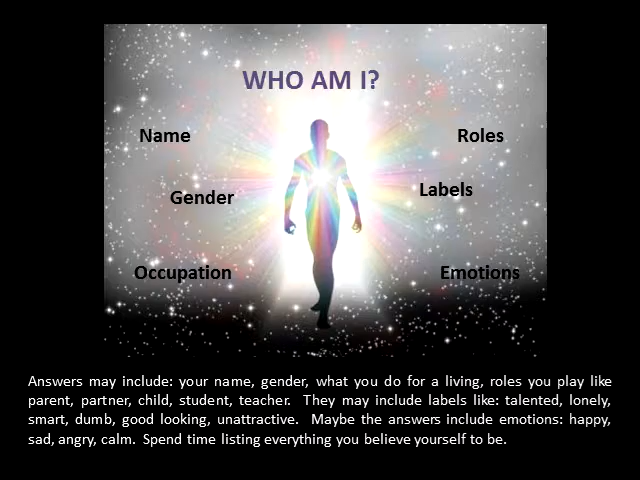 WHO AM I?
Name
Roles
Gender
Labels
Occupation
Emotions
Answers may include: your name, gender, what you do for a living, roles you play like
parent, partner, child, student, teacher. They may include labels like: talented, lonely,
smart, dumb, good looking, unattractive. Maybe the answers include emotions: happy,
sad, angry, calm. Spend time listing everything you believe yourself to be.